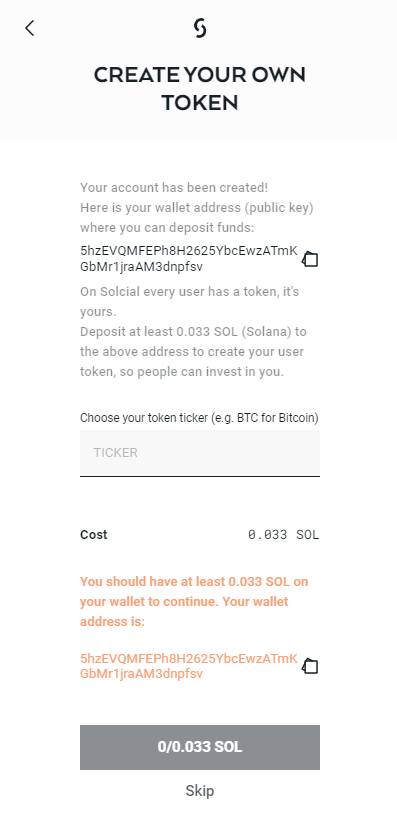 CREATE YOUR OWN
TOKEN
Your account has been created!
Here is your wallet address (public key)
where you can deposit funds:
5hzEVQMFEPh8H2625YbcEwzATmK
GbMr1jraAM3dnpfsv
On Solcial every user has a token, it's
yours.
Deposit at least 0.033 SOL (Solana) to
the above address to create your user
token, so people can invest in you.
Choose your token ticker (e.g. BTC for Bitcoin)
TICKER
Cost 0.033 SOL
You should have at least 0.033 SOL on
your wallet to continue. Your wallet
address is:
5hzEVQMFEPh8H2625YbcEwzATmK
GbMr1jraAM3dnpfsv
0/0.033 SOL
Skip